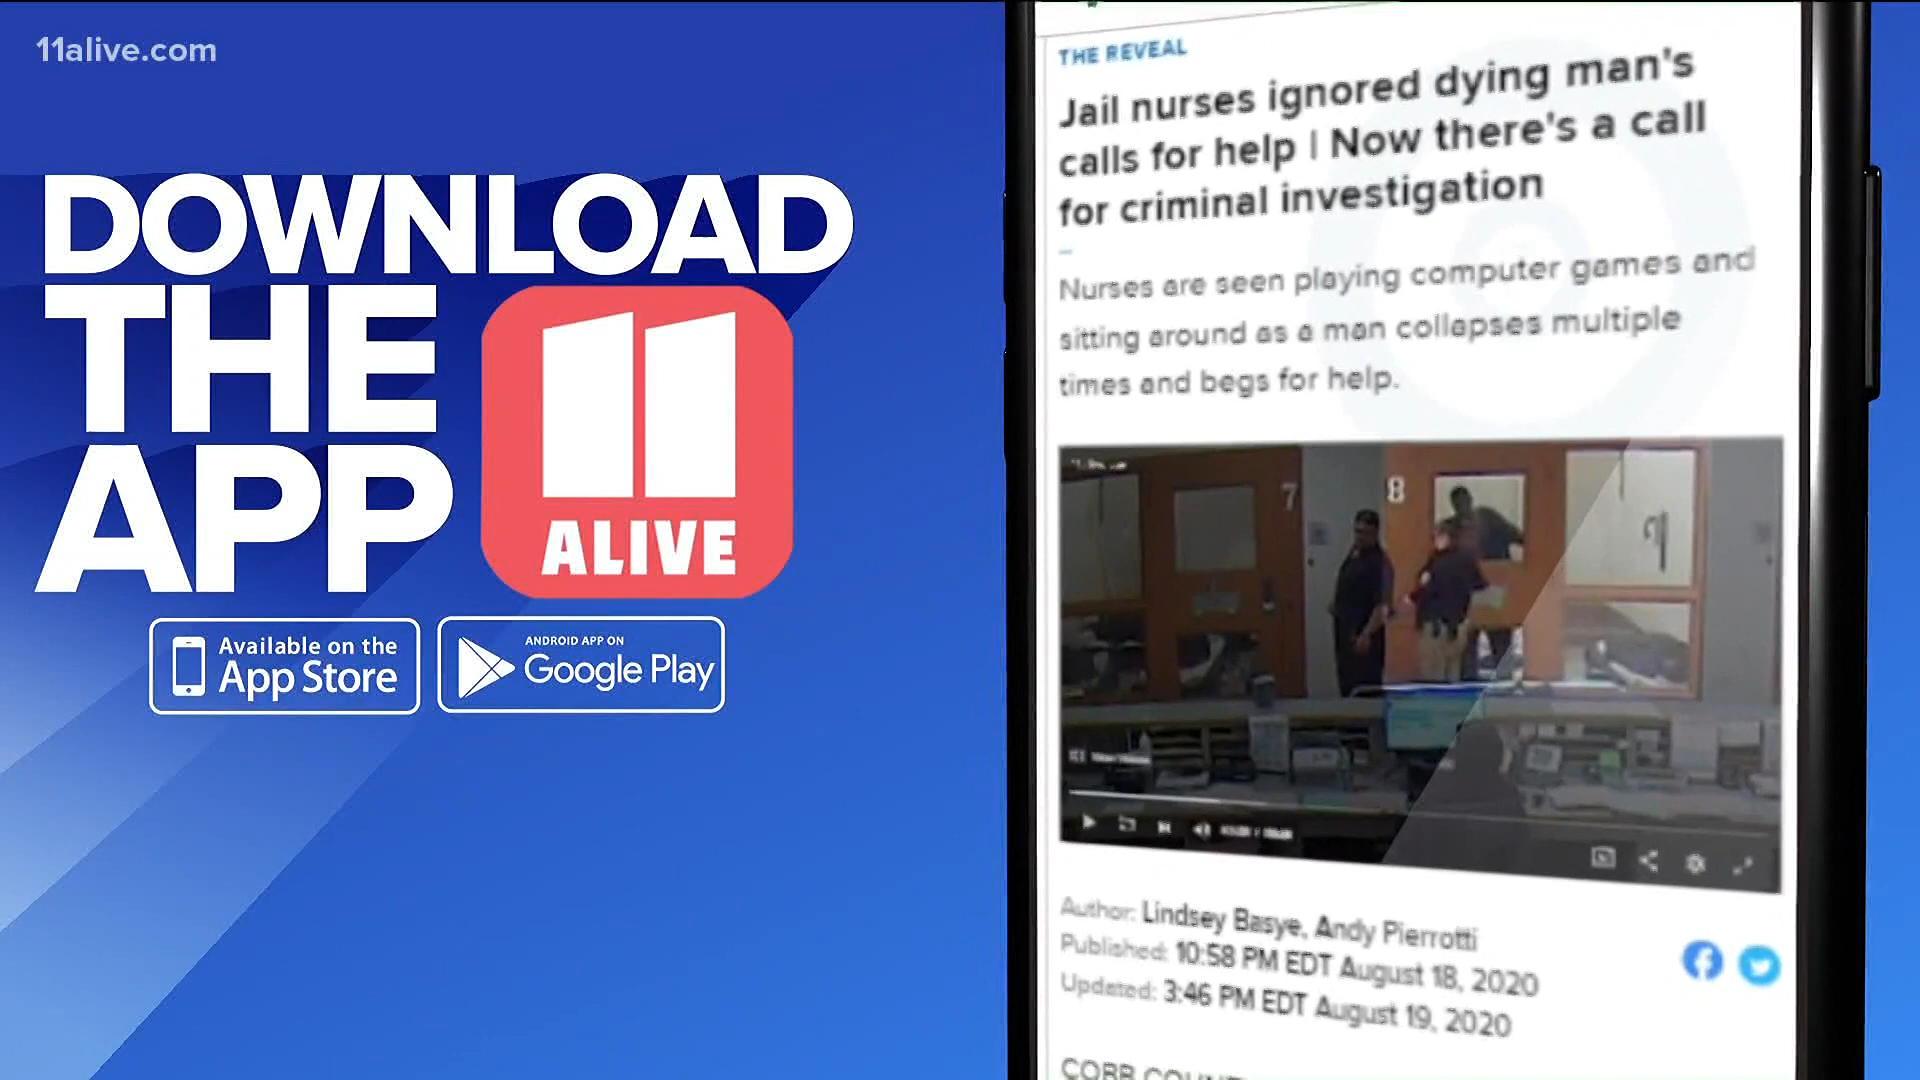 11alive.com
DOWNLOAD
THE
APP
11
ALIVE
Available on the
App Store
ANDROID APP ON
Google Play
THE REVEAL
Jail nurses ignored dying man's
calls for help | Now there's a call
for criminal investigation
Nurses are seen playing computer games and
sitting around as a man collapses multiple
times and begs for help.
7
8
Author: Lindsey Basye, Andy Pierrotti
Published: 10:58 PM EDT August 18, 2020
Updated: 3:46 PM EDT August 19, 2020